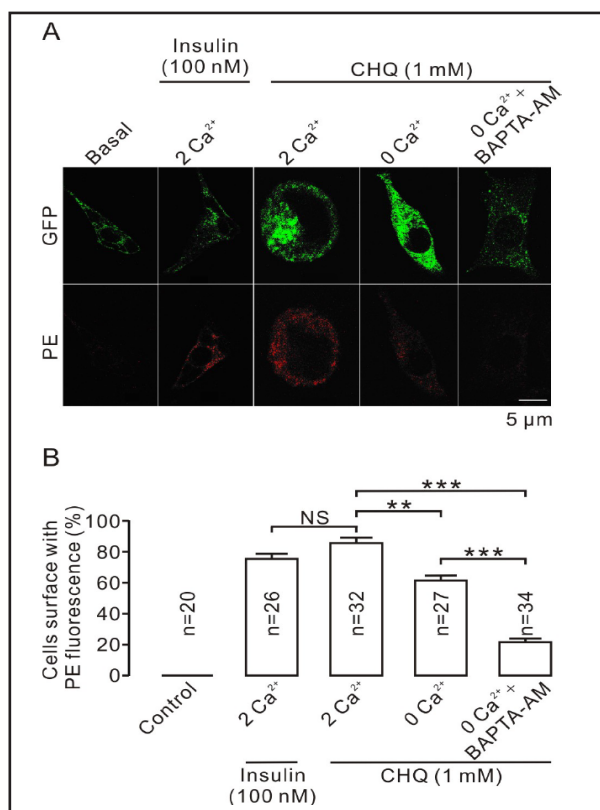 A
Insulin
(100 nM)
CHQ (1 mM)
Basal
2 Ca²⁺
2 Ca²⁺
0 Ca²⁺
0 Ca²⁺ ×
BAPTA-AM
GFP
PE
5 µm
B
Cells surface with
PE fluorescence (%)
100
80
60
40
20
0
NS
***
**
***
n=20
n=26
n=32
n=27
n=34
Control
2 Ca²⁺
2 Ca²⁺
0 Ca²⁺
0 Ca²⁺ ×
BAPTA-AM
Insulin
(100 nM)
CHQ (1 mM)